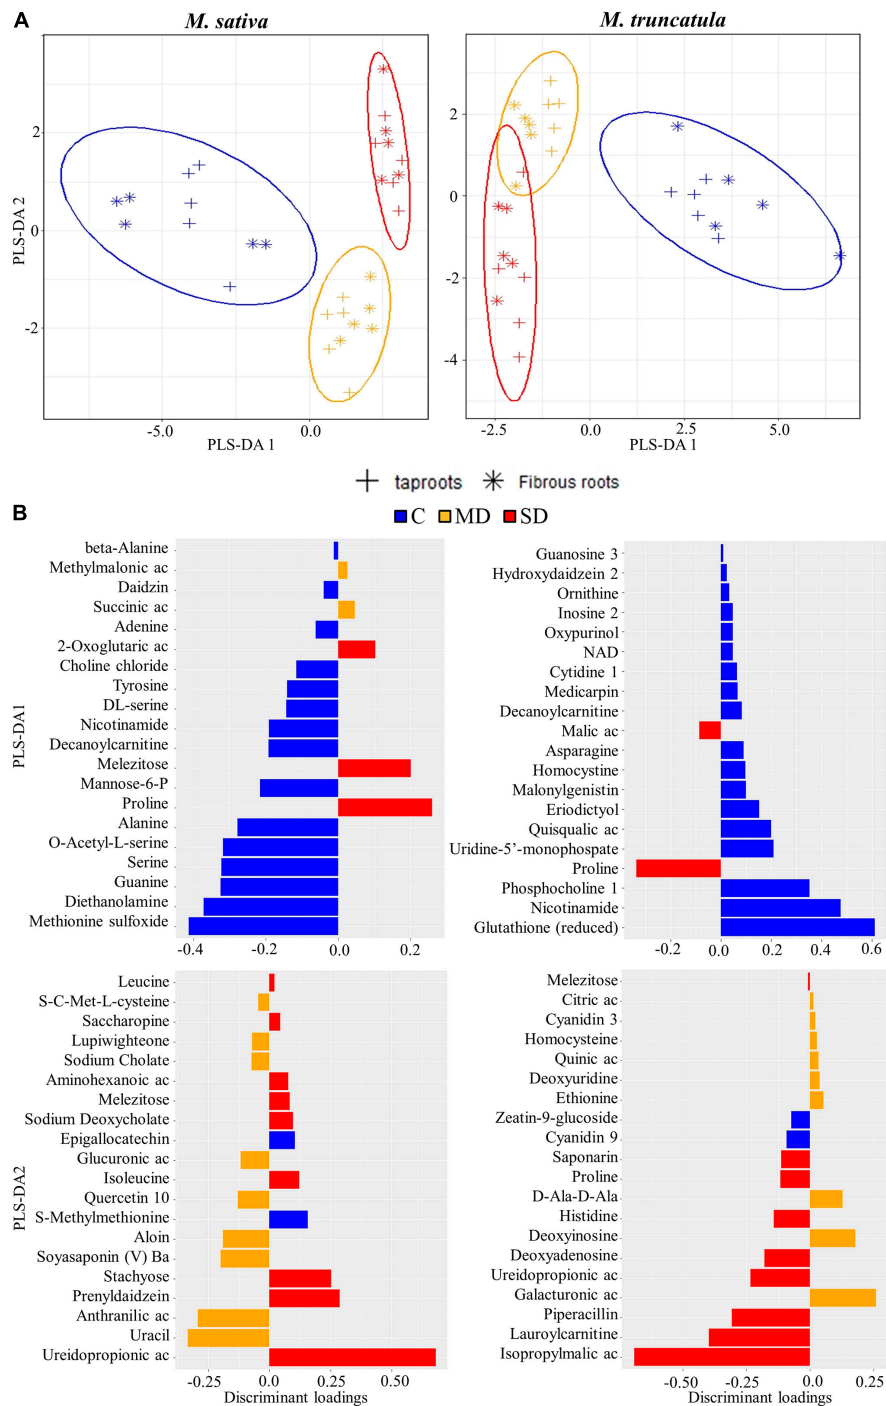 A
M. sativa
M. truncatula
PLS-DA 2
2
0
-2
-5.0
0.0
PLS-DA 1
2
0
-2
-4
-2.5
0.0
2.5
5.0
PLS-DA 1
taproots
Fibrous roots
B
C
MD
SD
PLS-DA1
beta-Alanine
Methylmalonic ac
Daidzin
Succinic ac
Adenine
2-Oxoglutaric ac
Choline chloride
Tyrosine
DL-serine
Nicotinamide
Decanoylcarnitine
Melezitose
Mannose-6-P
Proline
Alanine
O-Acetyl-L-serine
Serine
Guanine
Diethanolamine
Methionine sulfoxide
-0.4
-0.2
0.0
0.2
Guanosine 3
Hydroxydaidzein 2
Ornithine
Inosine 2
Oxypurinol
NAD
Cytidine 1
Medicarpin
Decanoylcarnitine
Malic ac
Asparagine
Homocystine
Malonylgenistin
Eriodictyol
Quisqualic ac
Uridine-5'-monophospate
Proline
Phosphocholine 1
Nicotinamide
Glutathione (reduced)
-0.2
0.0
0.2
0.4
0.6
PLS-DA2
Leucine
S-C-Met-L-cysteine
Saccharopine
Lupiwighteone
Sodium Cholate
Aminohexanoic ac
Melezitose
Sodium Deoxycholate
Epigallocatechin
Glucuronic ac
Isoleucine
Quercetin 10
S-Methylmethionine
Aloin
Soyasaponin (V) Ba
Stachyose
Prenyldaidzein
Anthranilic ac
Uracil
Ureidopropionic ac
-0.25
0.0
0.25
0.50
Discriminant loadings
Melezitose
Citric ac
Cyanidin 3
Homocysteine
Quinic ac
Deoxyuridine
Ethionine
Zeatin-9-glucoside
Cyanidin 9
Saponarin
Proline
D-Ala-D-Ala
Histidine
Deoxyinosine
Deoxyadenosine
Ureidopropionic ac
Galacturonic ac
Piperacillin
Lauroylcarnitine
Isopropylmalic ac
-0.50
-0.25
0.0
0.25
Discriminant loadings